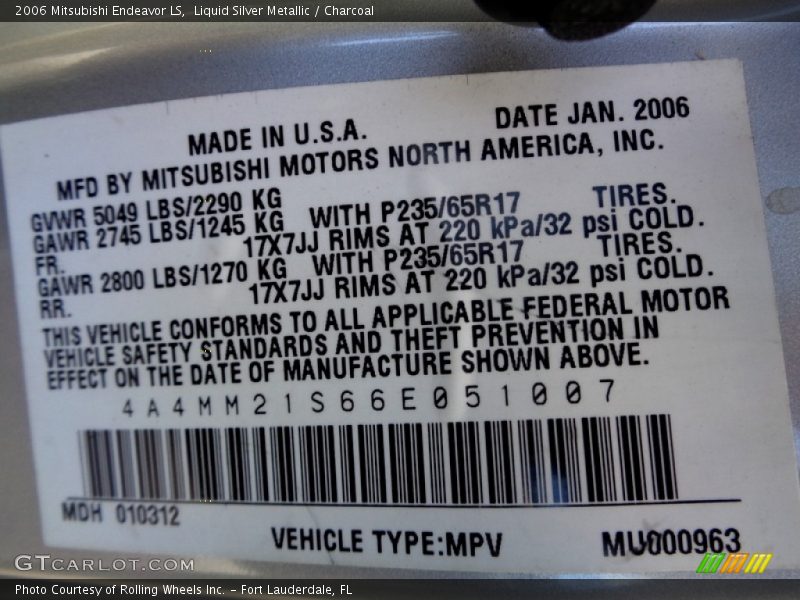 2006 Mitsubishi Endeavor LS,  Liquid Silver Metallic / Charcoal
MADE IN U.S.A. DATE JAN. 2006
MFD BY MITSUBISHI MOTORS NORTH AMERICA, INC.
GVWR 5049 LBS/2290 KG
GAWR 2745 LBS/1245 KG WITH P235/65R17 TIRES.
FR. 17X7JJ RIMS AT 220 kPa/32 psi COLD.
GAWR 2800 LBS/1270 KG WITH P235/65R17 TIRES.
RR. 17X7JJ RIMS AT 220 kPa/32 psi COLD.
THIS VEHICLE CONFORMS TO ALL APPLICABLE FEDERAL MOTOR
VEHICLE SAFETY STANDARDS AND THEFT PREVENTION IN
EFFECT ON THE DATE OF MANUFACTURE SHOWN ABOVE.
4A4MM21S66E051007
MDH 010312
VEHICLE TYPE:MPV MU000963
GTCARLOT.COM
Photo Courtesy of Rolling Wheels Inc. – Fort Lauderdale, FL